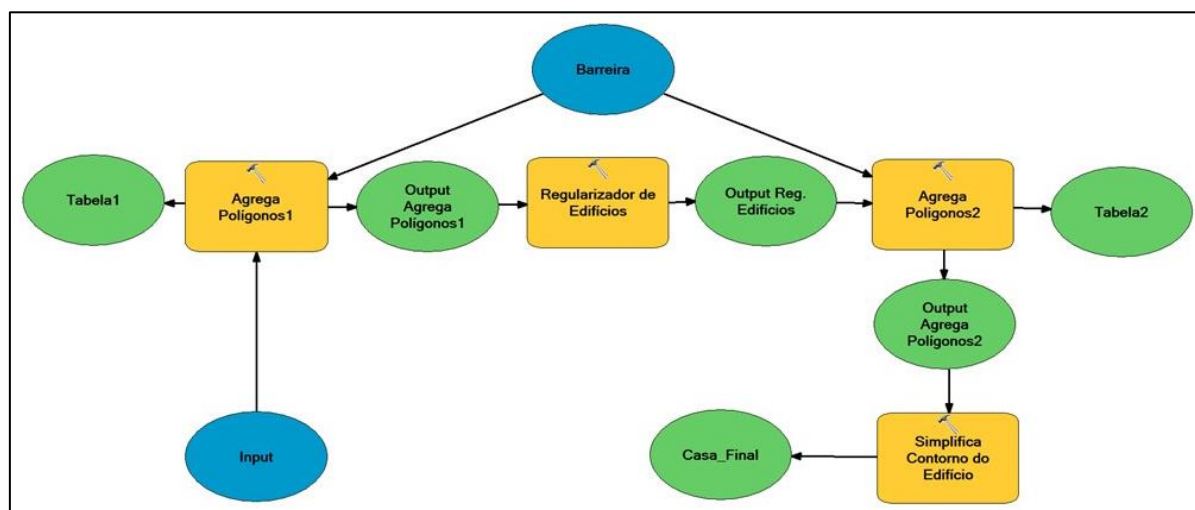 Barreira
Tabela1
Agrega
Polígonos1
Output
Agrega
Polígonos1
Regularizador de
Edifícios
Output Reg.
Edifícios
Agrega
Polígonos2
Tabela2
Output
Agrega
Polígonos2
Input
Casa_Final
Simplifica
Contorno do
Edifício